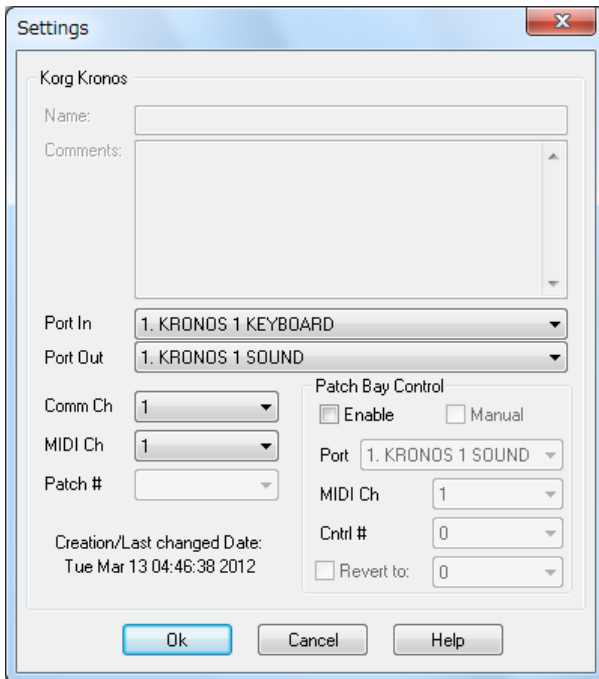 Settings
Korg Kronos
Name:
Comments:
Port In 1. KRONOS 1 KEYBOARD
Port Out 1. KRONOS 1 SOUND
Comm Ch 1
MIDI Ch 1
Patch #
Creation/Last changed Date:
Tue Mar 13 04:46:38 2012
Patch Bay Control
Enable Manual
Port 1. KRONOS 1 SOUND
MIDI Ch 1
Cntrl # 0
Revert to: 0
Ok Cancel Help